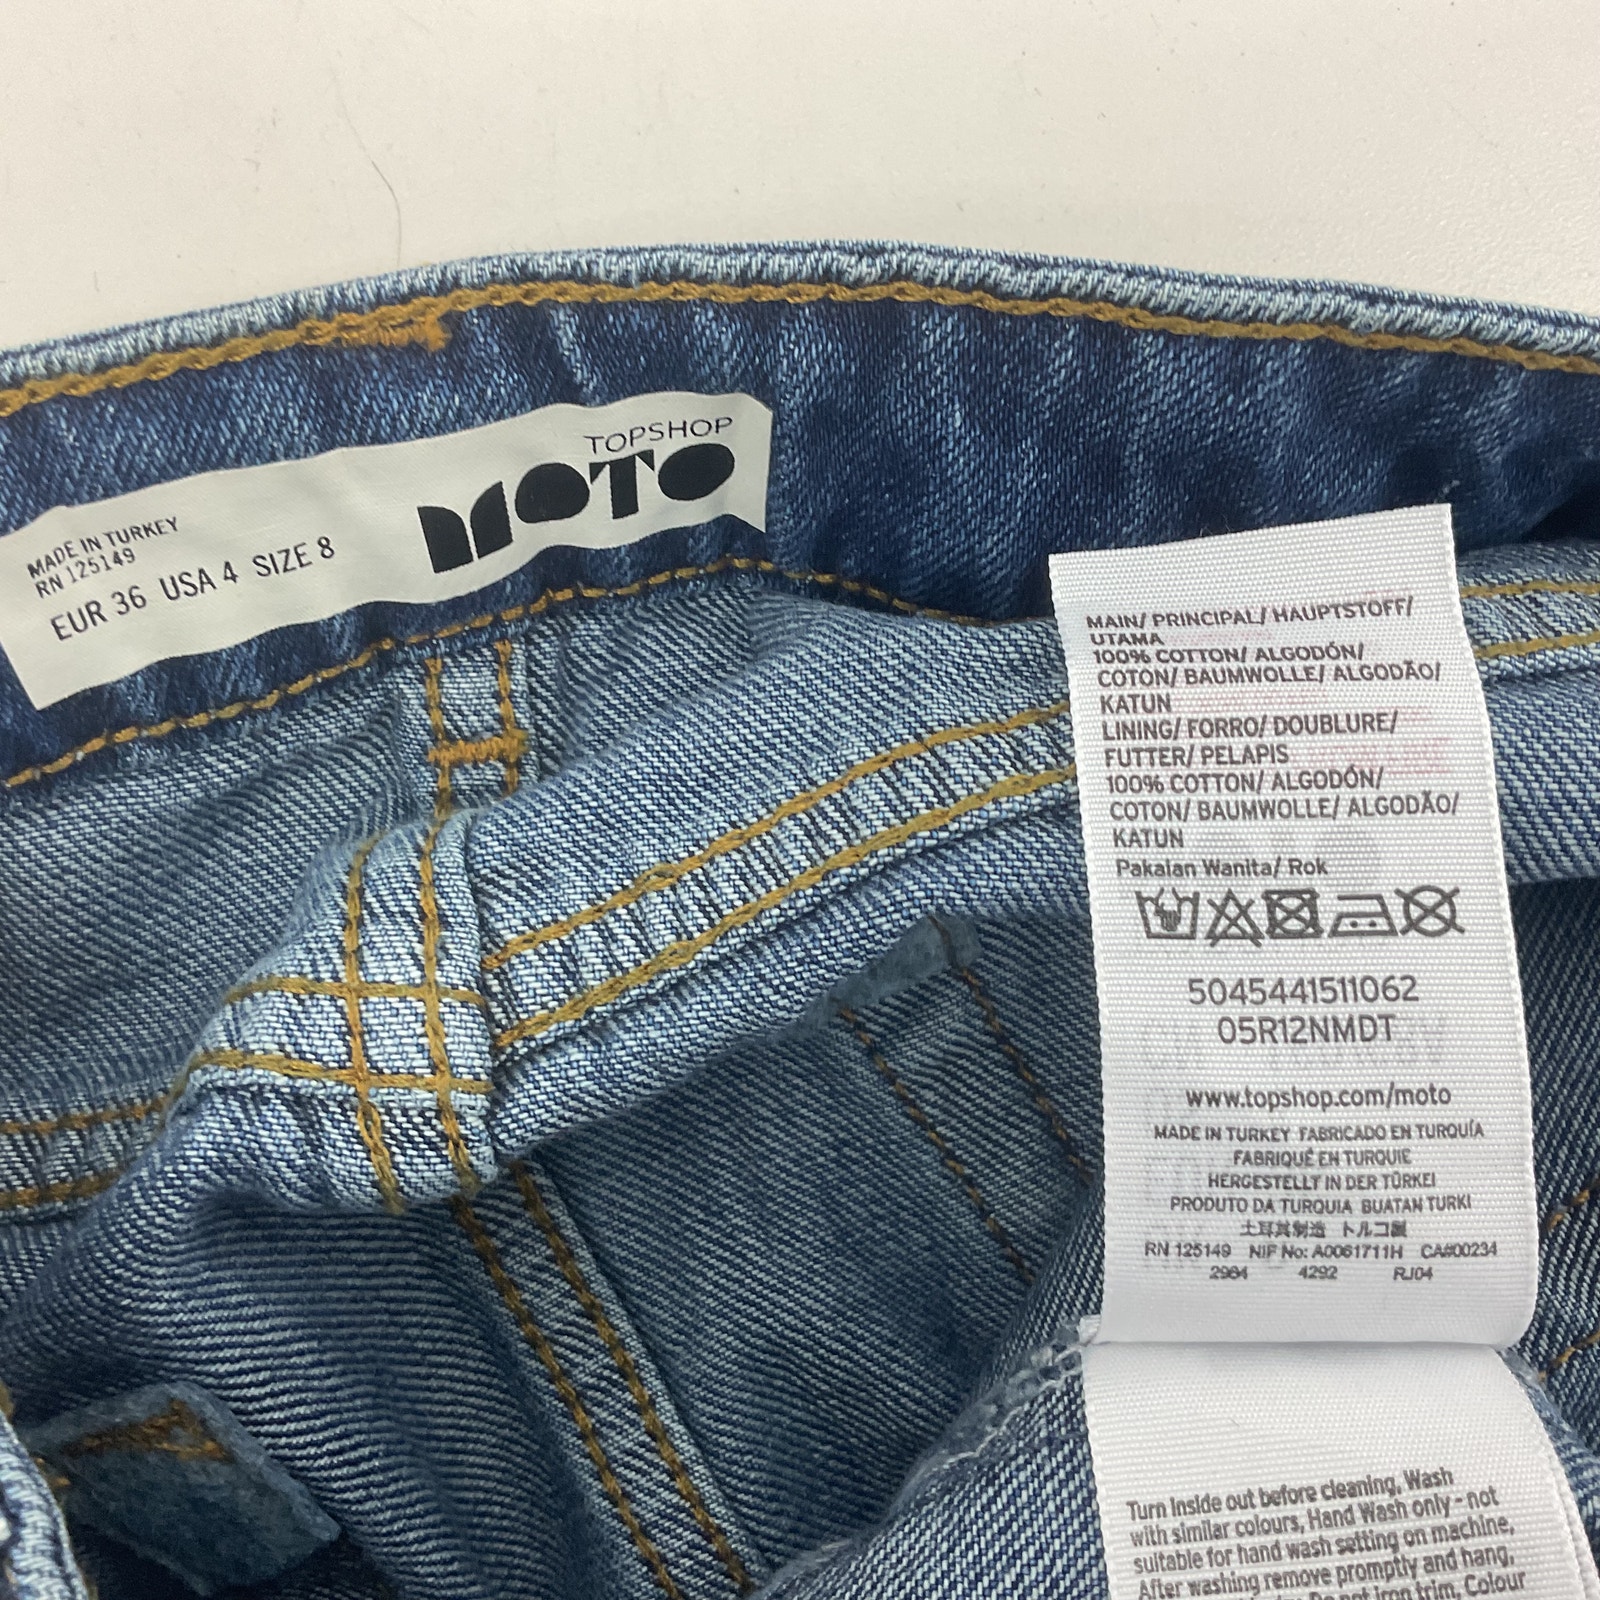 TOPSHOP
MOTO
MADE IN TURKEY
RN 125149
EUR 36 USA 4 SIZE 8
MAIN/ PRINCIPAL/ HAUPTSTOFF/
UTAMA
100% COTTON/ ALGODÓN/
COTON/ BAUMWOLLE/ ALGODÃO/
KATUN
LINING/ FORRO/ DOUBLURE/
FUTTER/ PELAPIS
100% COTTON/ ALGODÓN/
COTON/ BAUMWOLLE/ ALGODÃO/
KATUN
Pakaian Wanita/ Rok
5045441511062
05R12NMDT
www.topshop.com/moto
MADE IN TURKEY FABRICADO EN TURQUÍA
FABRIQUÉ EN TURQUIE
HERGESTELLT IN DER TÜRKEI
PRODUTO DA TURQUIA BUATAN TURKI
土耳其制造 トルコ製
RN 125149 NIF No: A0061711H CA#00234
2984 4292 RJ04
Turn inside out before cleaning, Wash
with similar colours, Hand Wash only - not
suitable for hand wash setting on machine,
After washing remove promptly and hang,
Do not iron trim, Colour